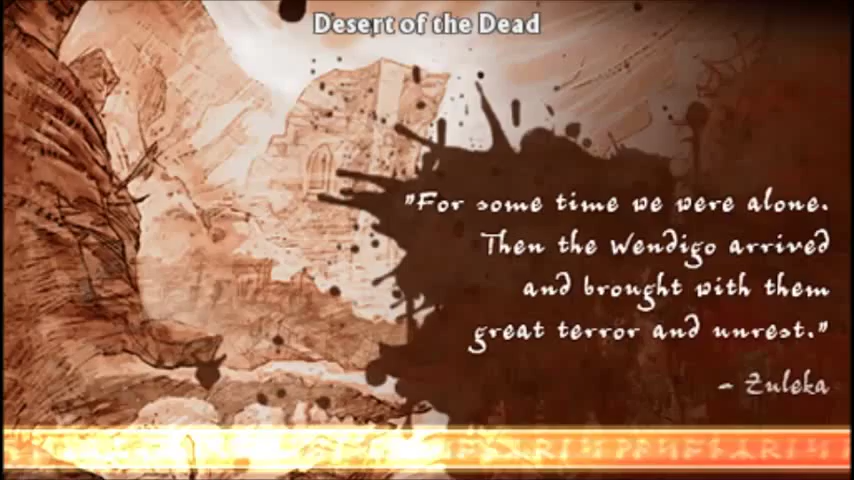 Desert of the Dead
"For some time we were alone.
Then the Wendigo arrived
and brought with them
great terror and unrest."
- Zuleka